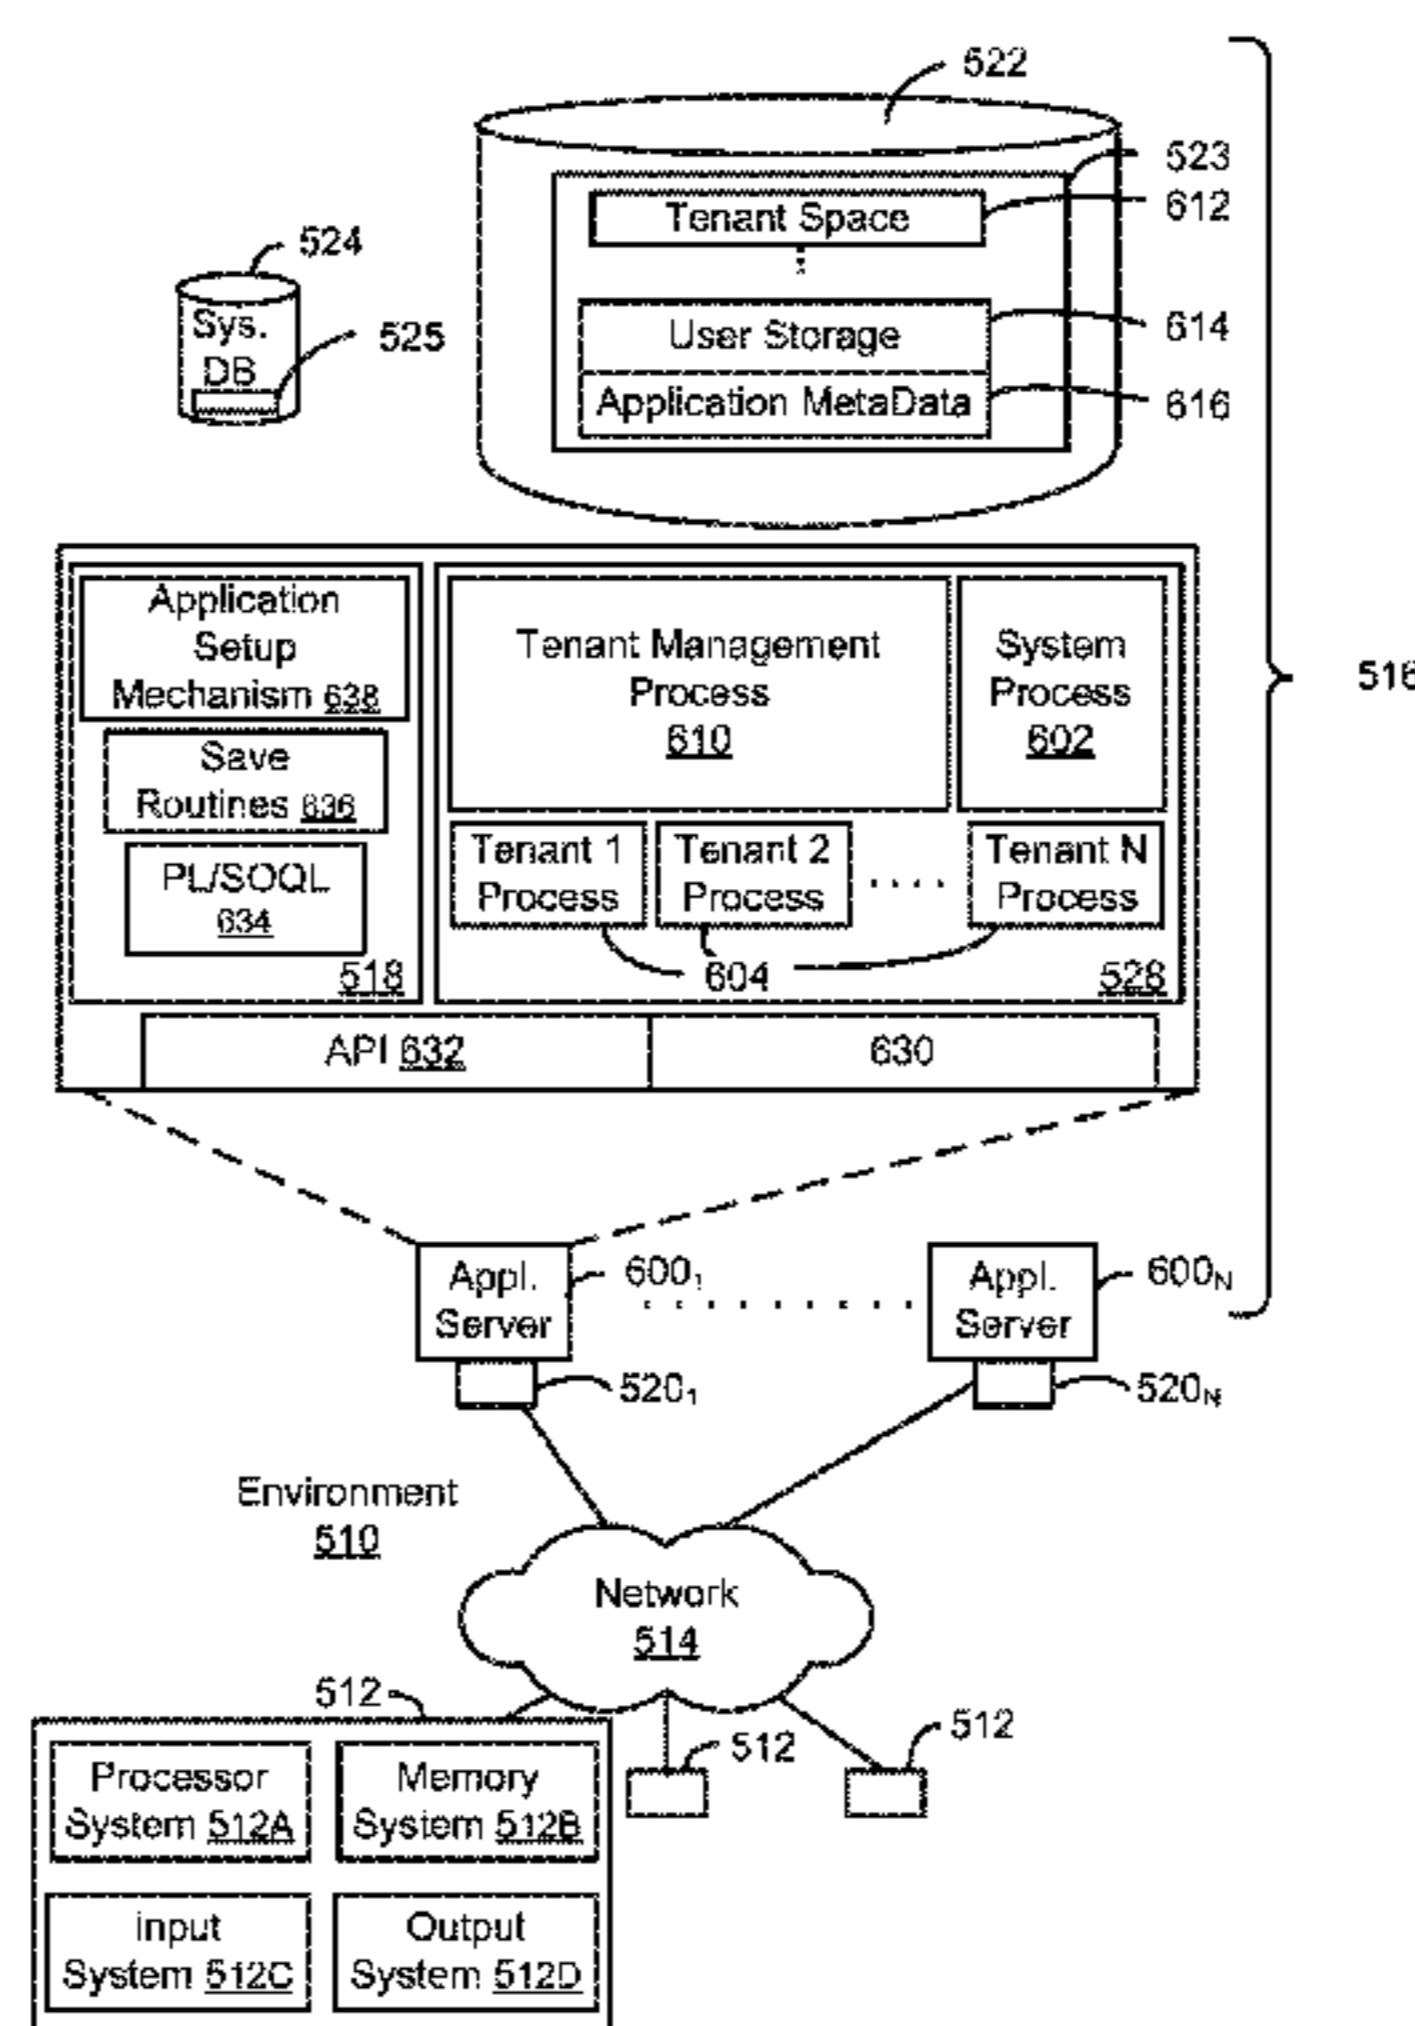 522
523
Tenant Space
612
524
Sys.
DB
525
User Storage
614
Application MetaData
616
Application
Setup
Mechanism 638
Tenant Management
Process
610
System
Process
602
516
Save
Routines 636
PL/SOQL
634
Tenant 1
Process
Tenant 2
Process
Tenant N
Process
604
518
528
API 632
630
Appl.
Server
600₁
Appl.
Server
600N
520₁
520N
Environment
510
Network
514
512
512
512
Processor
System 512A
Memory
System 512B
Input
System 512C
Output
System 512D